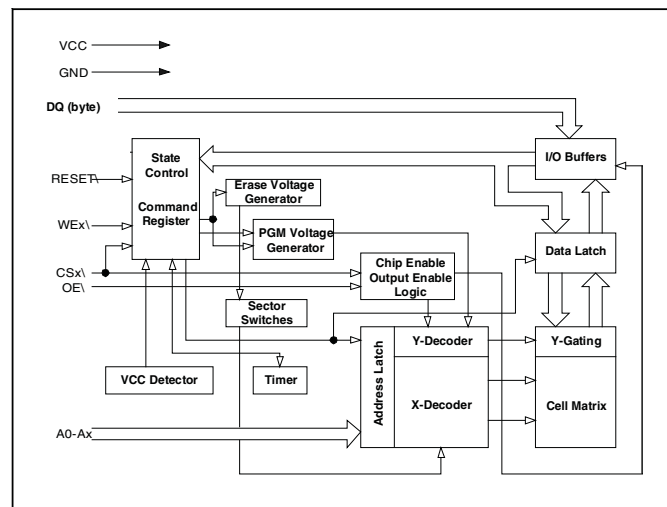 VCC
GND
DQ (byte)
State
Control
Command
Register
I/O Buffers
RESET\
Erase Voltage
Generator
WEx\
PGM Voltage
Generator
Data Latch
CSx\
OE\
Chip Enable
Output Enable
Logic
Sector
Switches
Address Latch
Y-Decoder
Y-Gating
VCC Detector
Timer
X-Decoder
Cell Matrix
A0-Ax